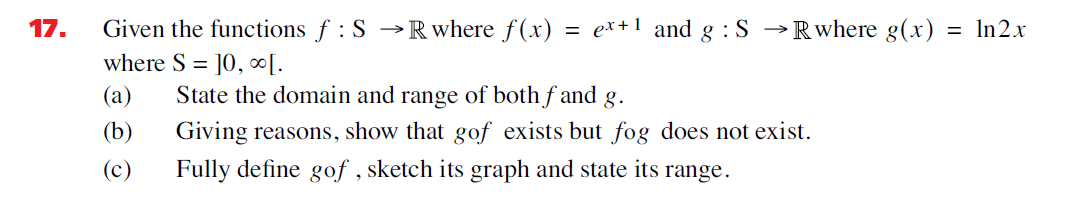 17. Given the functions f : S → ℝ where f(x) = eˣ⁺¹ and g : S → ℝ where g(x) = ln2x
where S = ]0, ∞[.
(a) State the domain and range of both f and g.
(b) Giving reasons, show that gof exists but fog does not exist.
(c) Fully define gof , sketch its graph and state its range.